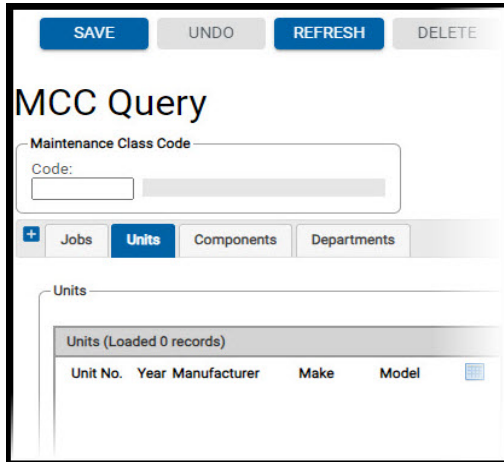 SAVE UNDO REFRESH DELETE
MCC Query
Maintenance Class Code
Code:
+ Jobs Units Components Departments
Units
Units (Loaded 0 records)
Unit No. Year Manufacturer Make Model